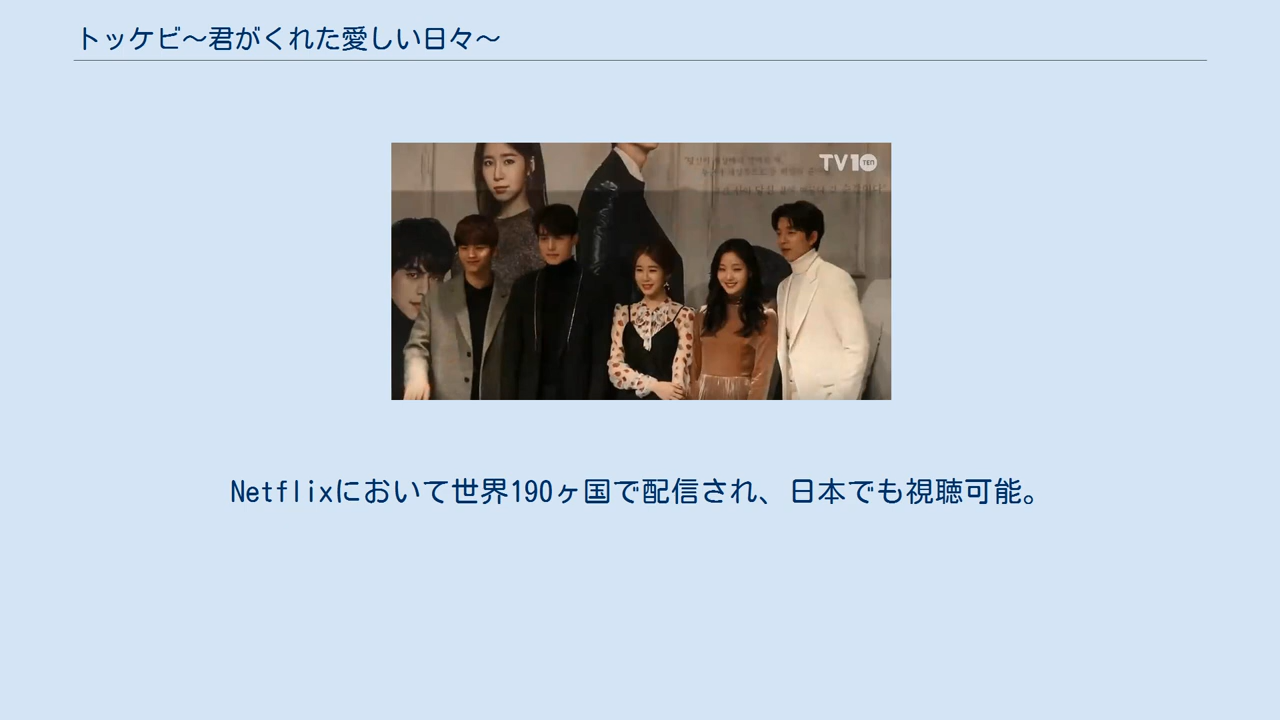 トッケビ〜君がくれた愛しい日々〜
TV10
TEN
Netflixにおいて世界190ヶ国で配信され、日本でも視聴可能。